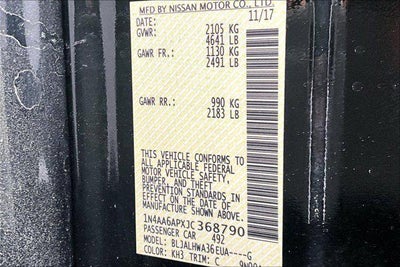 MFD BY NISSAN MOTOR CO., LTD.
DATE: 11/17
GVWR: 2105 KG
4641 LB
GAWR FR.: 1130 KG
2491 LB
GAWR RR.: 990 KG
2183 LB
THIS VEHICLE CONFORMS TO
ALL APPLICABLE FEDERAL
MOTOR VEHICLE SAFETY,
BUMPER, AND THEFT
PREVENTION STANDARDS
IN EFFECT ON THE DATE OF
MANUFACTURE SHOWN ABOVE.
1N4AA6APXJC368790
PASSENGER CAR 492
MODEL: BLJALHWA36EUA----G
COLOR: KH3 TRIM: C